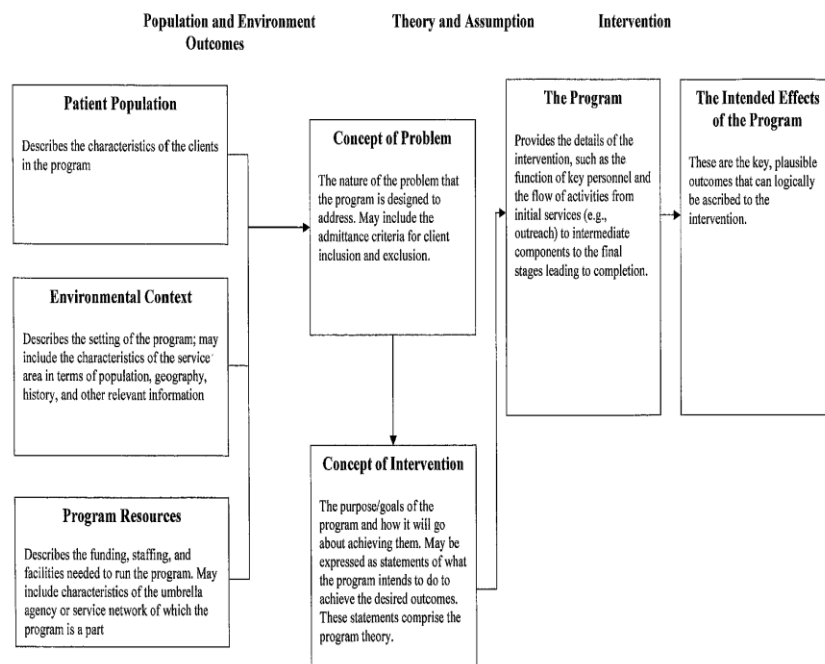 Population and Environment
Outcomes
Theory and Assumption
Intervention
Patient Population
Describes the characteristics of the clients
in the program
Environmental Context
Describes the setting of the program; may
include the characteristics of the service
area in terms of population, geography,
history, and other relevant information
Program Resources
Describes the funding, staffing, and
facilities needed to run the program. May
include characteristics of the umbrella
agency or service network of which the
program is a part
Concept of Problem
The nature of the problem that
the program is designed to
address. May include the
admittance criteria for client
inclusion and exclusion.
Concept of Intervention
The purpose/goals of the
program and how it will go
about achieving them. May be
expressed as statements of what
the program intends to do to
achieve the desired outcomes.
These statements comprise the
program theory.
The Program
Provides the details of the
intervention, such as the
function of key personnel and
the flow of activities from
initial services (e.g.,
outreach) to intermediate
components to the final
stages leading to completion.
The Intended Effects
of the Program
These are the key, plausible
outcomes that can logically
be ascribed to the
intervention.